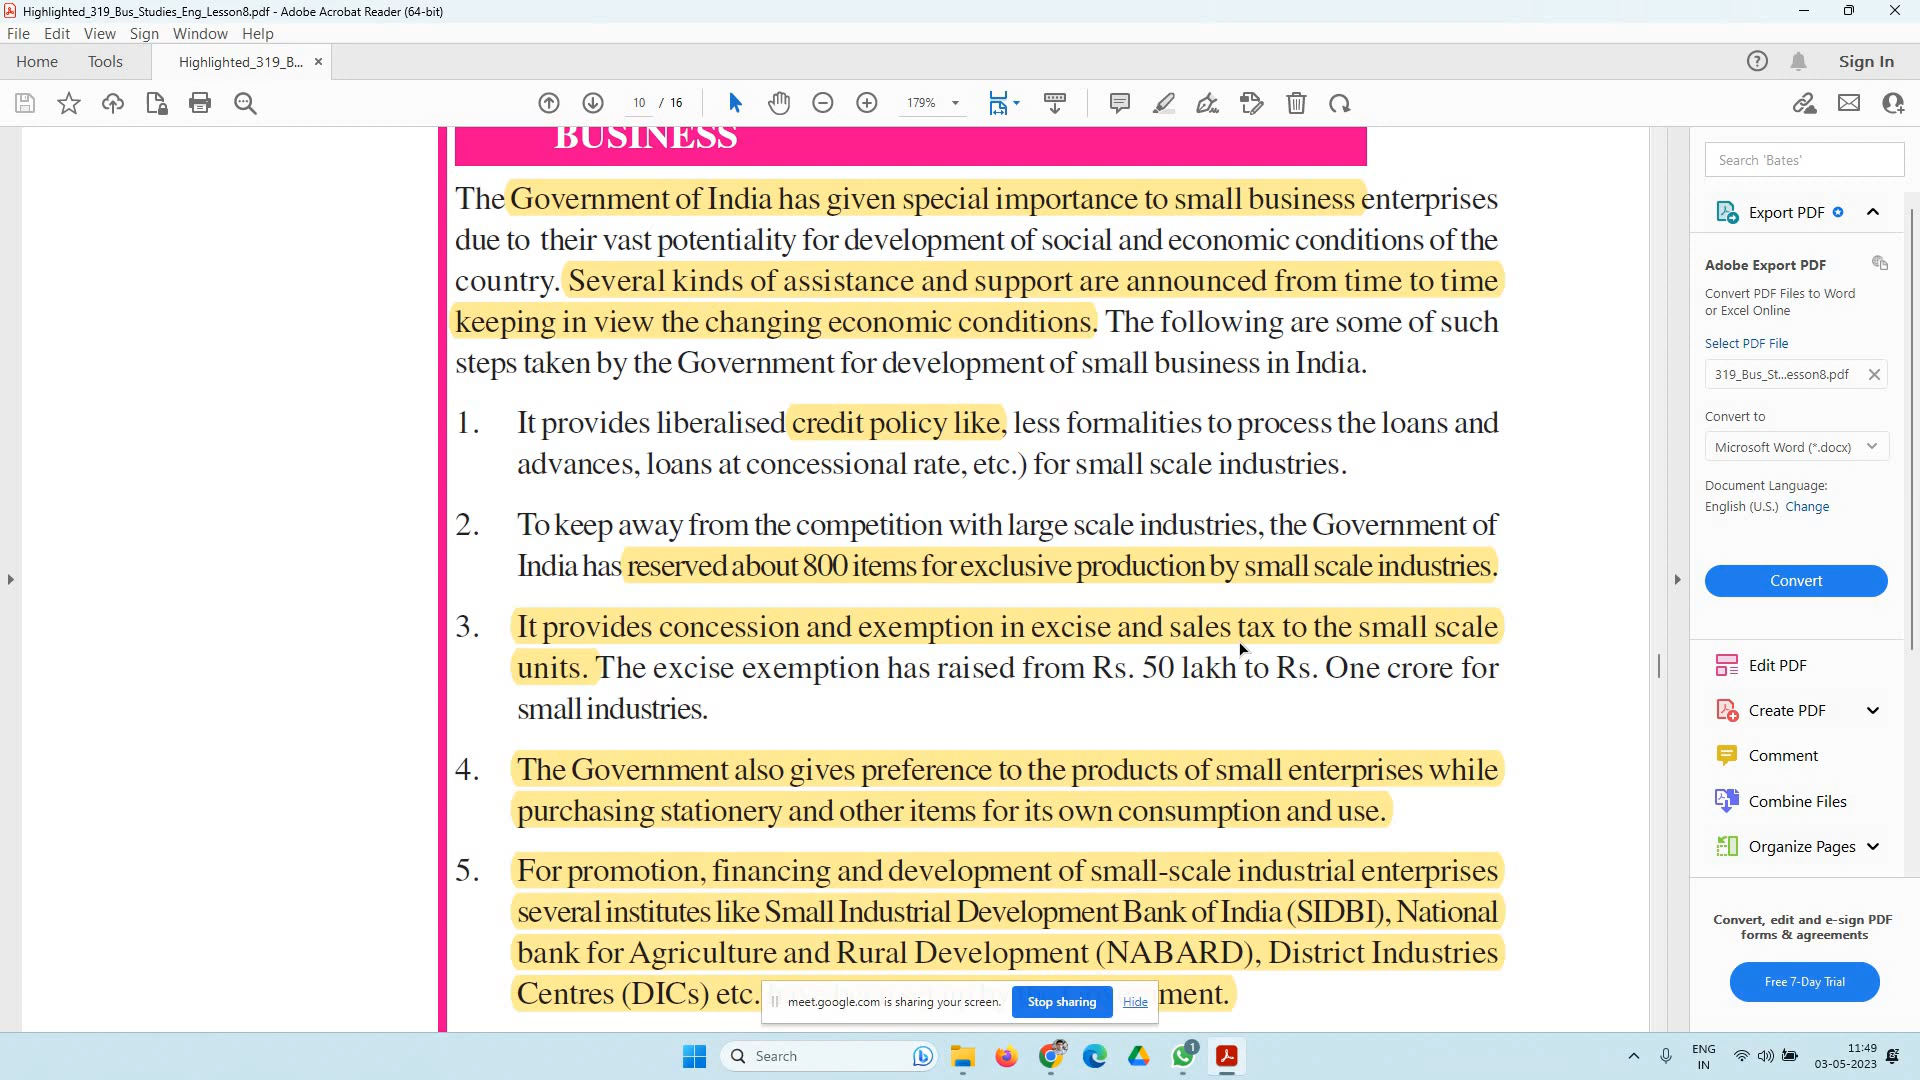 Highlighted_319_Bus_Studies_Eng_Lesson8.pdf - Adobe Acrobat Reader (64-bit)
File Edit View Sign Window Help
Home Tools Highlighted_319_B... × Sign In
10 / 16 179%
BUSINESS
The Government of India has given special importance to small business enterprises
due to their vast potentiality for development of social and economic conditions of the
country. Several kinds of assistance and support are announced from time to time
keeping in view the changing economic conditions. The following are some of such
steps taken by the Government for development of small business in India.
1. It provides liberalised credit policy like, less formalities to process the loans and
advances, loans at concessional rate, etc.) for small scale industries.
2. To keep away from the competition with large scale industries, the Government of
India has reserved about 800 items for exclusive production by small scale industries.
3. It provides concession and exemption in excise and sales tax to the small scale
units. The excise exemption has raised from Rs. 50 lakh to Rs. One crore for
small industries.
4. The Government also gives preference to the products of small enterprises while
purchasing stationery and other items for its own consumption and use.
5. For promotion, financing and development of small-scale industrial enterprises
several institutes like Small Industrial Development Bank of India (SIDBI), National
bank for Agriculture and Rural Development (NABARD), District Industries
Centres (DICs) etc. ment.
meet.google.com is sharing your screen. Stop sharing Hide
Search 'Bates'
Export PDF
Adobe Export PDF
Convert PDF Files to Word
or Excel Online
Select PDF File
319_Bus_St...esson8.pdf
Convert to
Microsoft Word (*.docx)
Document Language:
English (U.S.) Change
Convert
Edit PDF
Create PDF
Comment
Combine Files
Organize Pages
Convert, edit and e-sign PDF
forms & agreements
Free 7-Day Trial
Search
1
ENG
IN
11:49
03-05-2023